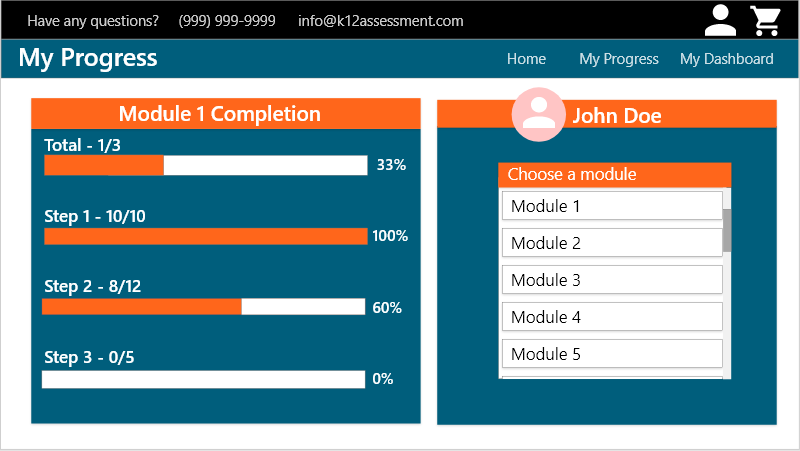 Have any questions? (999) 999-9999 info@k12assessment.com
My Progress Home My Progress My Dashboard
Module 1 Completion
Total - 1/3
33%
Step 1 - 10/10
100%
Step 2 - 8/12
60%
Step 3 - 0/5
0%
John Doe
Choose a module
Module 1
Module 2
Module 3
Module 4
Module 5